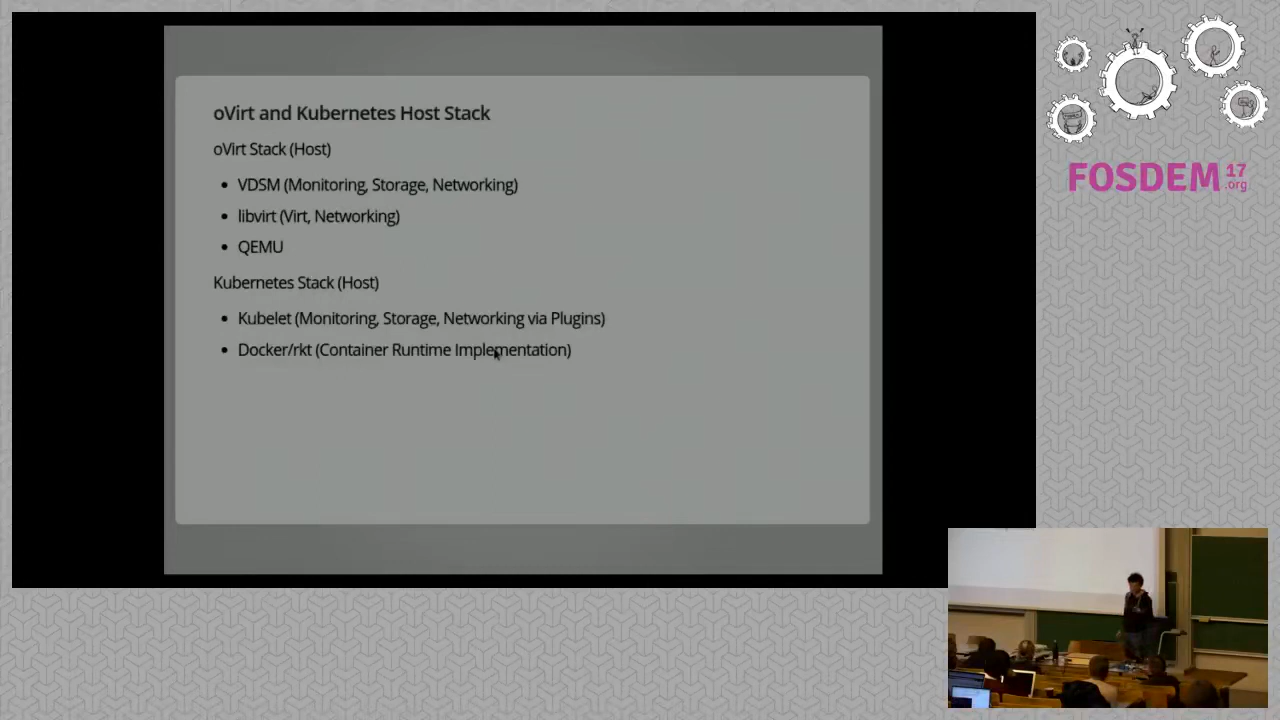 oVirt and Kubernetes Host Stack
oVirt Stack (Host)
• VDSM (Monitoring, Storage, Networking)
• libvirt (Virt, Networking)
• QEMU
Kubernetes Stack (Host)
• Kubelet (Monitoring, Storage, Networking via Plugins)
• Docker/rkt (Container Runtime Implementation)
FOSDEM 17
.org